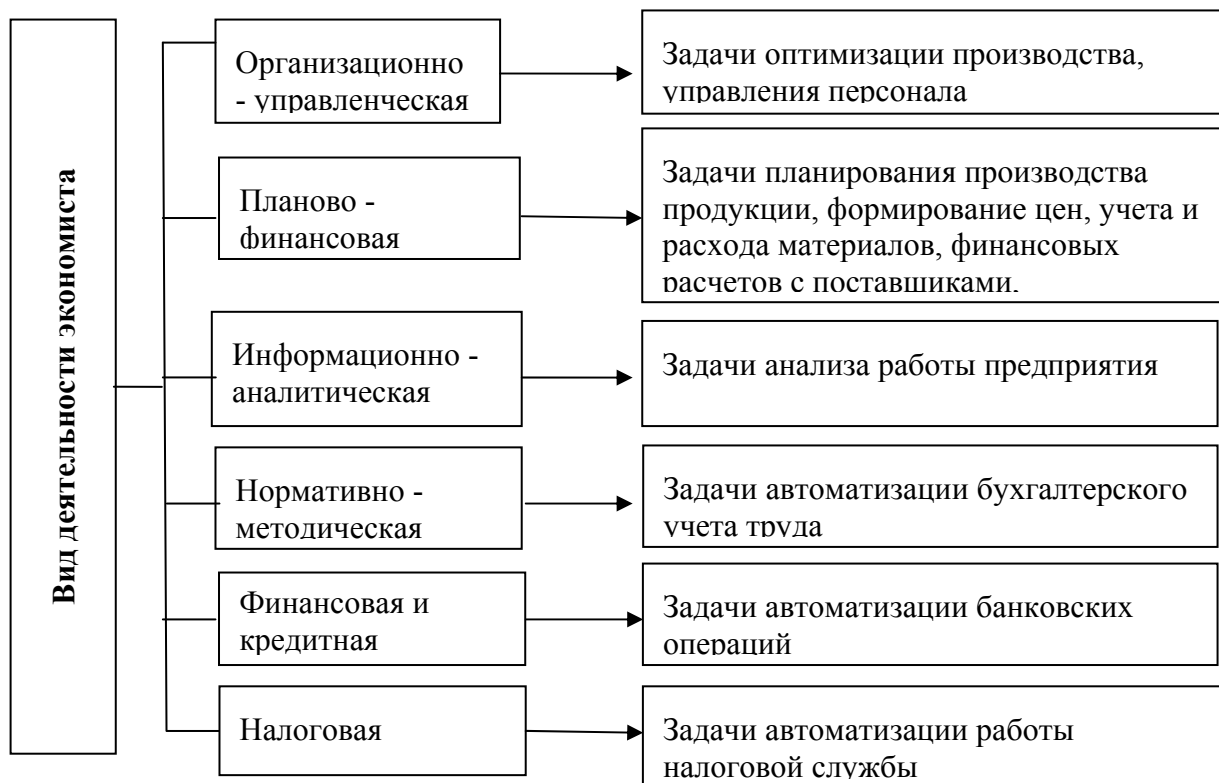 Вид деятельности экономиста
Организационно
- управленческая
Задачи оптимизации производства,
управления персонала
Планово -
финансовая
Задачи планирования производства
продукции, формирование цен, учета и
расхода материалов, финансовых
расчетов с поставщиками,
Информационно -
аналитическая
Задачи анализа работы предприятия
Нормативно -
методическая
Задачи автоматизации бухгалтерского
учета труда
Финансовая и
кредитная
Задачи автоматизации банковских
операций
Налоговая
Задачи автоматизации работы
налоговой службы